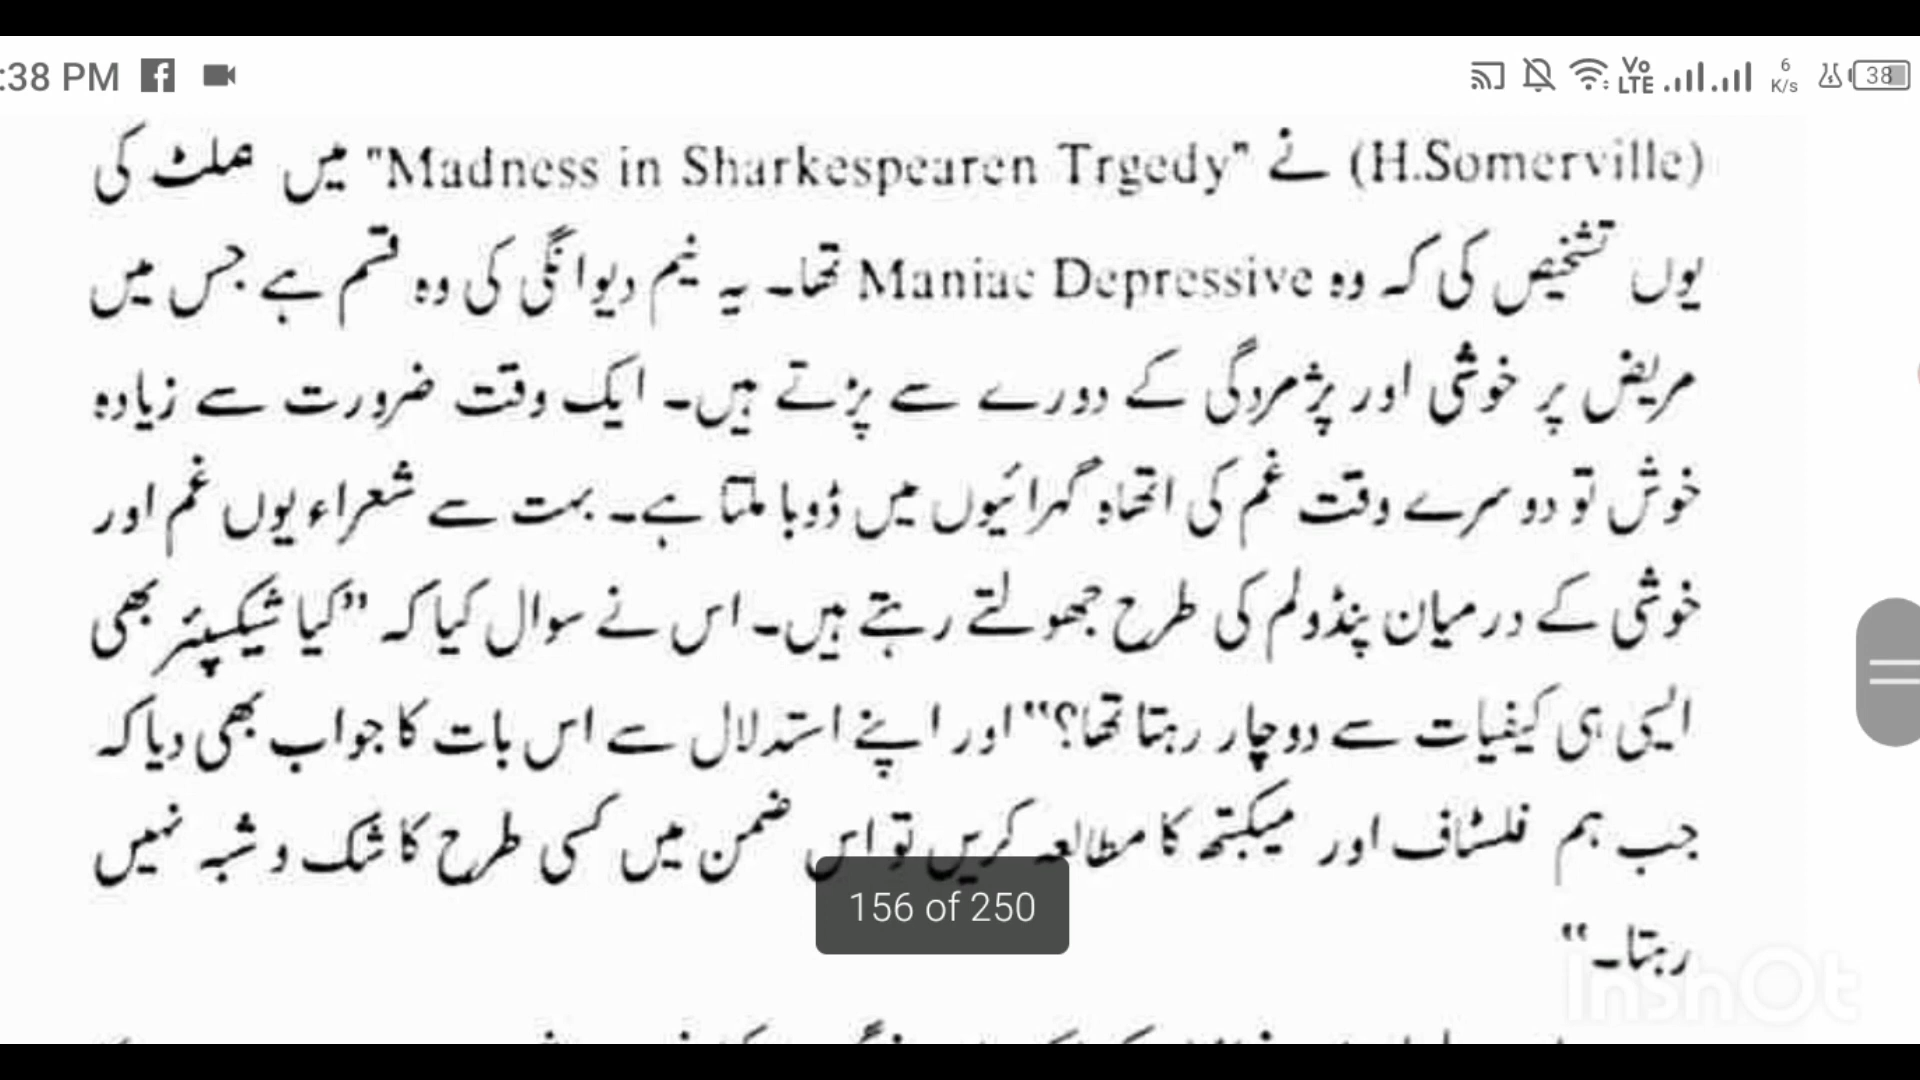 :38 PM
6 K/s
Vo LTE
38
(H.Somerville) نے "Madness in Sharkespearen Trgedy" میں ہملٹ کی
یوں تشخیص کی کہ وہ Maniac Depressive تھا۔ یہ نیم دیوانگی کی وہ قسم ہے جس میں
مریض پر خوشی اور پژمردگی کے دورے سے پڑتے ہیں۔ ایک وقت ضرورت سے زیادہ
خوش تو دوسرے وقت غم کی اتھاہ گہرائیوں میں ڈوبا ملتا ہے۔ بہت سے شعراء یوں غم اور
خوشی کے درمیان پنڈولم کی طرح جھولتے رہتے ہیں۔ اس نے سوال کیا کہ ”کیا شیکسپئر بھی
ایسی ہی کیفیات سے دوچار رہتا تھا؟“ اور اپنے استدلال سے اس بات کا جواب بھی دیا کہ
جب ہم فلسٹاف اور میکبتھ کا مطالعہ کریں تو اس ضمن میں کسی طرح کا شک و شبہ نہیں
رہتا۔“
156 of 250
InShOt